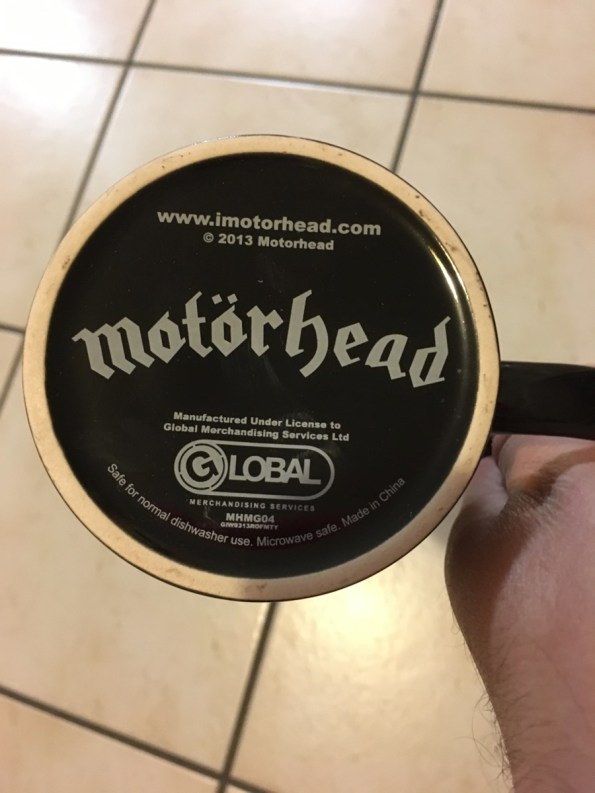 www.imotorhead.com
© 2013 Motorhead
motörhead
Manufactured Under License to
Global Merchandising Services Ltd
GLOBAL
MERCHANDISING SERVICES
MHMG04
Safe for normal dishwasher use. Microwave safe. Made in China